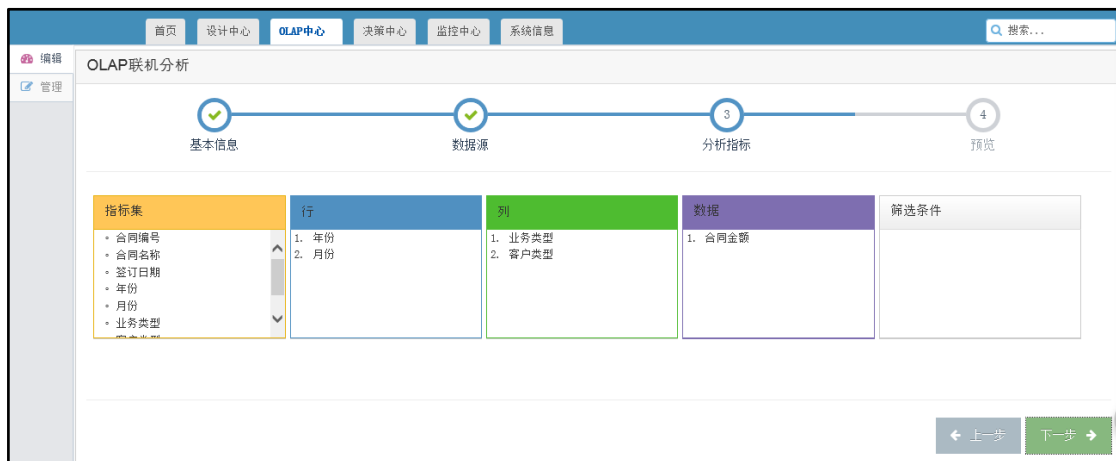 首页 设计中心 OLAP中心 决策中心 监控中心 系统信息 搜索...
编辑
管理
OLAP联机分析
3 4
基本信息 数据源 分析指标 预览
指标集 行 列 数据 筛选条件
合同编号
合同名称
签订日期
年份
月份
业务类型
客户类型
1. 年份
2. 月份
1. 业务类型
2. 客户类型
1. 合同金额
上一步 下一步